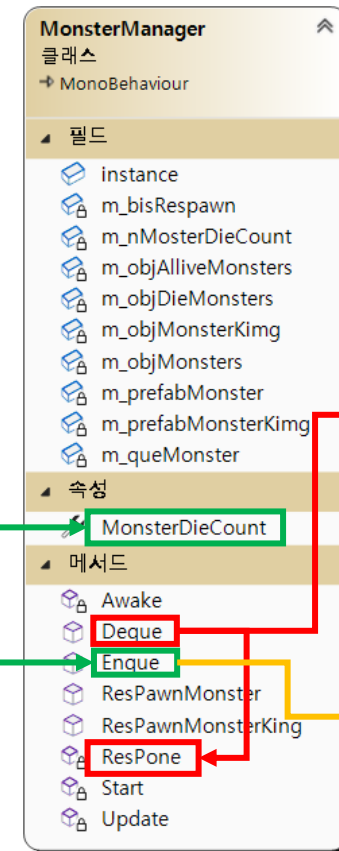 MonsterManager
클래스
MonoBehaviour
필드
instance
m_bisRespawn
m_nMosterDieCount
m_objAlliveMonsters
m_objDieMonsters
m_objMonsterKimg
m_objMonsters
m_prefabMonster
m_prefabMonsterKimg
m_queMonster
속성
MonsterDieCount
메서드
Awake
Deque
Enque
ResPawnMonster
ResPawnMonsterKing
ResPone
Start
Update